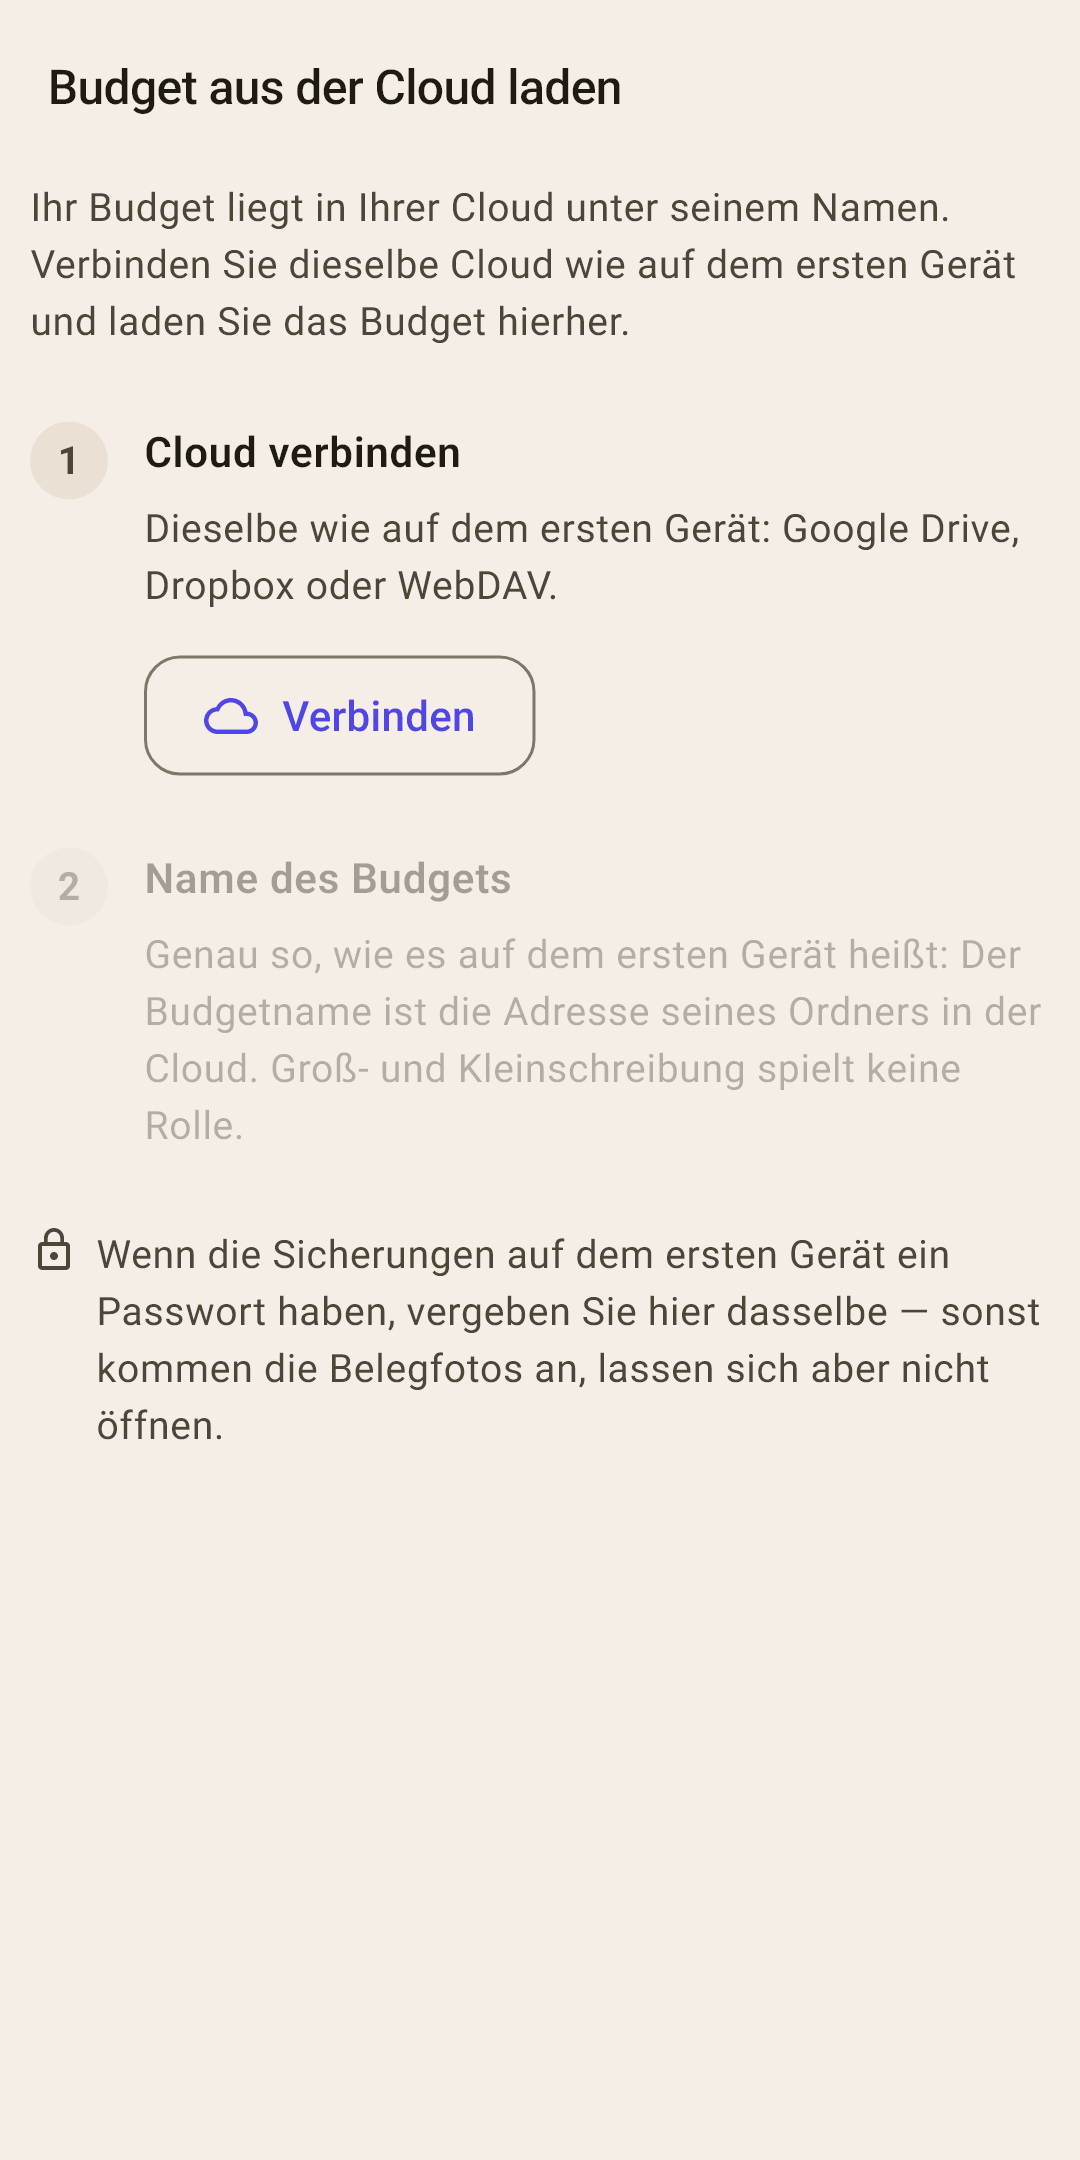 Budget aus der Cloud laden
Ihr Budget liegt in Ihrer Cloud unter seinem Namen.
Verbinden Sie dieselbe Cloud wie auf dem ersten Gerät
und laden Sie das Budget hierher.
1
Cloud verbinden
Dieselbe wie auf dem ersten Gerät: Google Drive,
Dropbox oder WebDAV.
Verbinden
2
Name des Budgets
Genau so, wie es auf dem ersten Gerät heißt: Der
Budgetname ist die Adresse seines Ordners in der
Cloud. Groß- und Kleinschreibung spielt keine
Rolle.
Wenn die Sicherungen auf dem ersten Gerät ein
Passwort haben, vergeben Sie hier dasselbe — sonst
kommen die Belegfotos an, lassen sich aber nicht
öffnen.